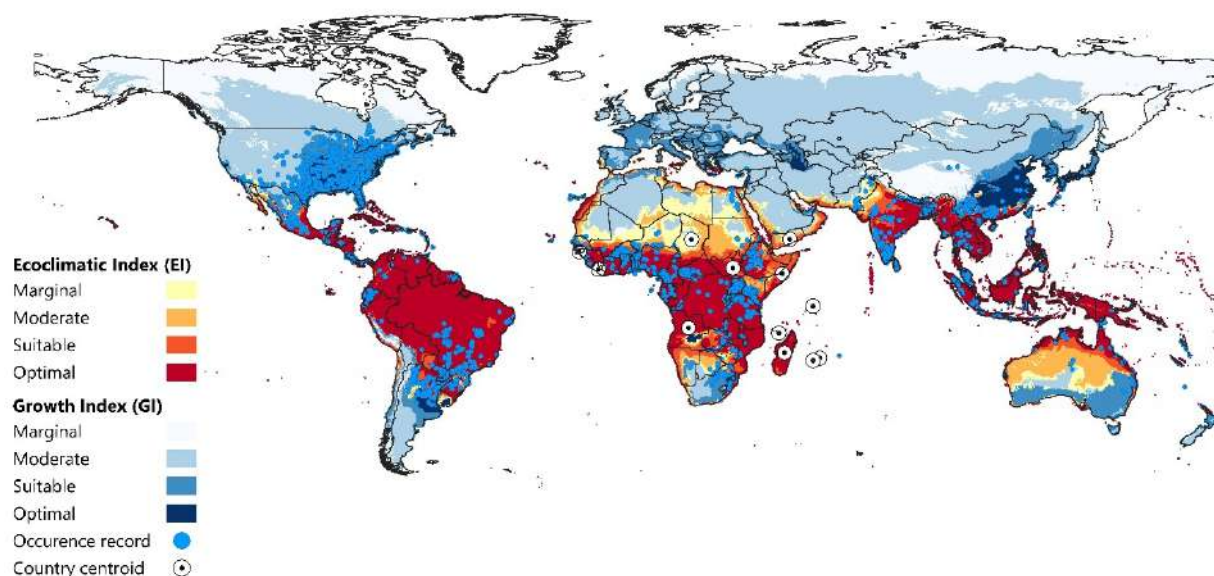 Ecoclimatic Index (EI)
Marginal
Moderate
Suitable
Optimal
Growth Index (GI)
Marginal
Moderate
Suitable
Optimal
Occurence record
Country centroid